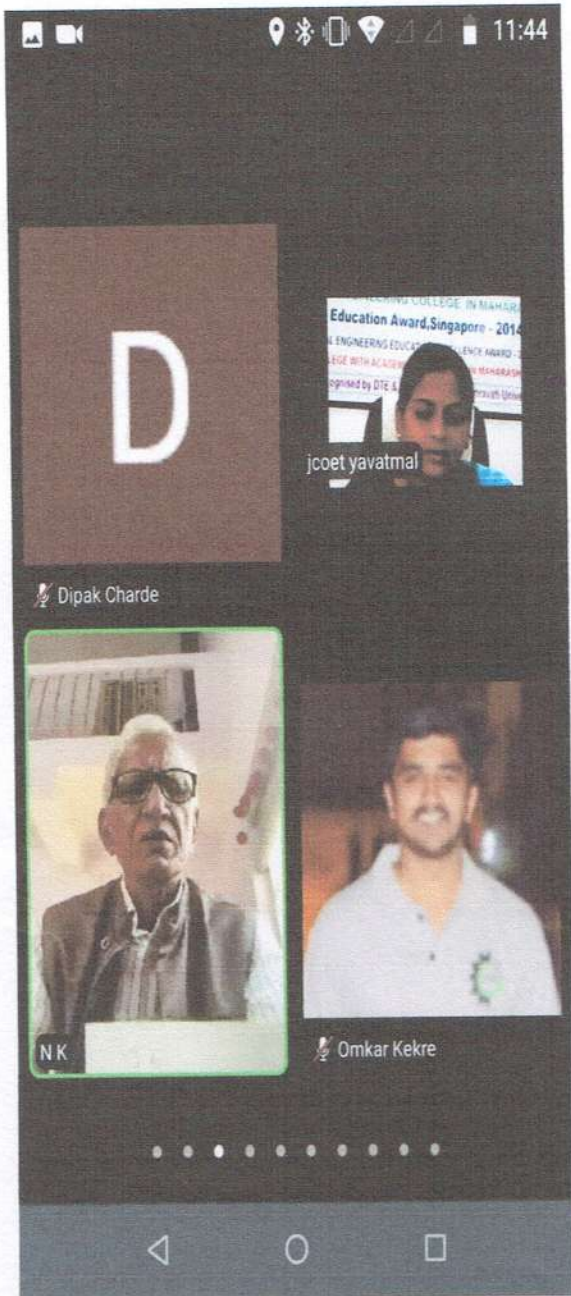 11:44
D
Dipak Charde
Education Award,Singapore - 2014
jcoet yavatmal
N K
Omkar Kekre